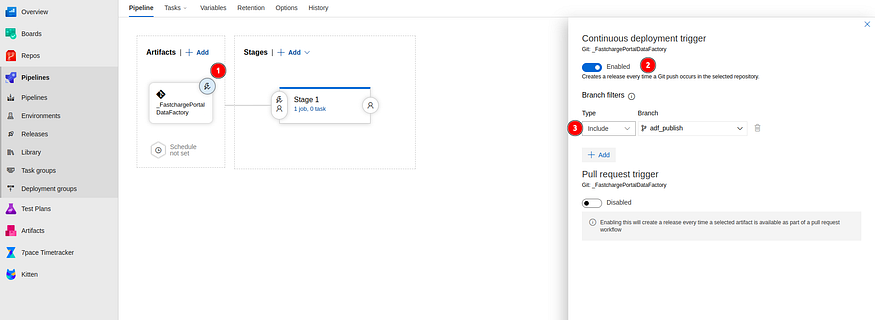 Overview
Boards
Repos
Pipelines
Pipelines
Environments
Releases
Library
Task groups
Deployment groups
Test Plans
Artifacts
7pace Timetracker
Kitten
Pipeline Tasks Variables Retention Options History
Artifacts | + Add
1
_FastchargePortal
DataFactory
Schedule
not set
Stages | + Add
Stage 1
1 job, 0 task
Continuous deployment trigger
Git: _FastchargePortalDataFactory
Enabled 2
Creates a release every time a Git push occurs in the selected repository.
Branch filters
Type Branch
3 Include adf_publish
+ Add
Pull request trigger
Git: _FastchargePortalDataFactory
Disabled
Enabling this will create a release every time a selected artifact is available as part of a pull request
workflow